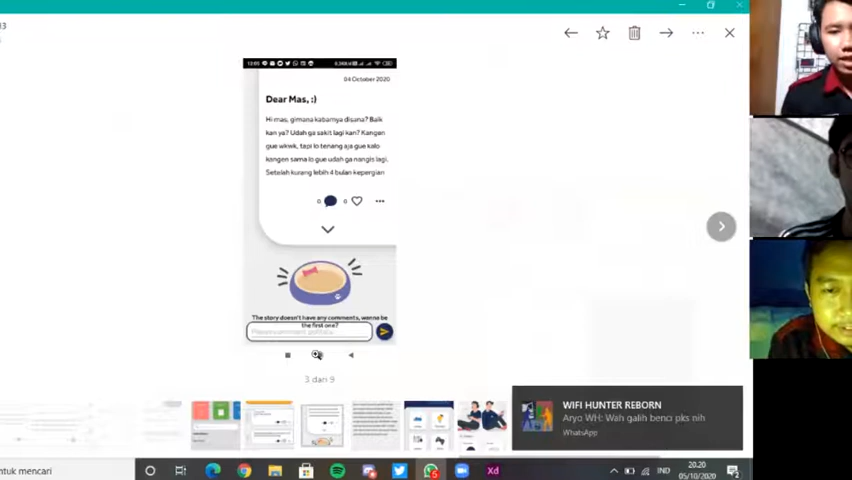 12:05
04 October 2020
Dear Mas, :)
Hi mas, gimana kabarnya disana? Baik
kan ya? Udah ga sakit lagi kan? Kangen
gue wkwk, tapi lo tenang aja gue kalo
kangen sama lo gue udah ga nangis lagi.
Setelah kurang lebih 4 bulan kepergian
0
0
The story doesn't have any comments, wanna be
the first one?
3 dari 9
WIFI HUNTER REBORN
Aryo WH: Wah galih benci pks nih
WhatsApp
ntuk mencari
Xd
IND
20.20
05/10/2020